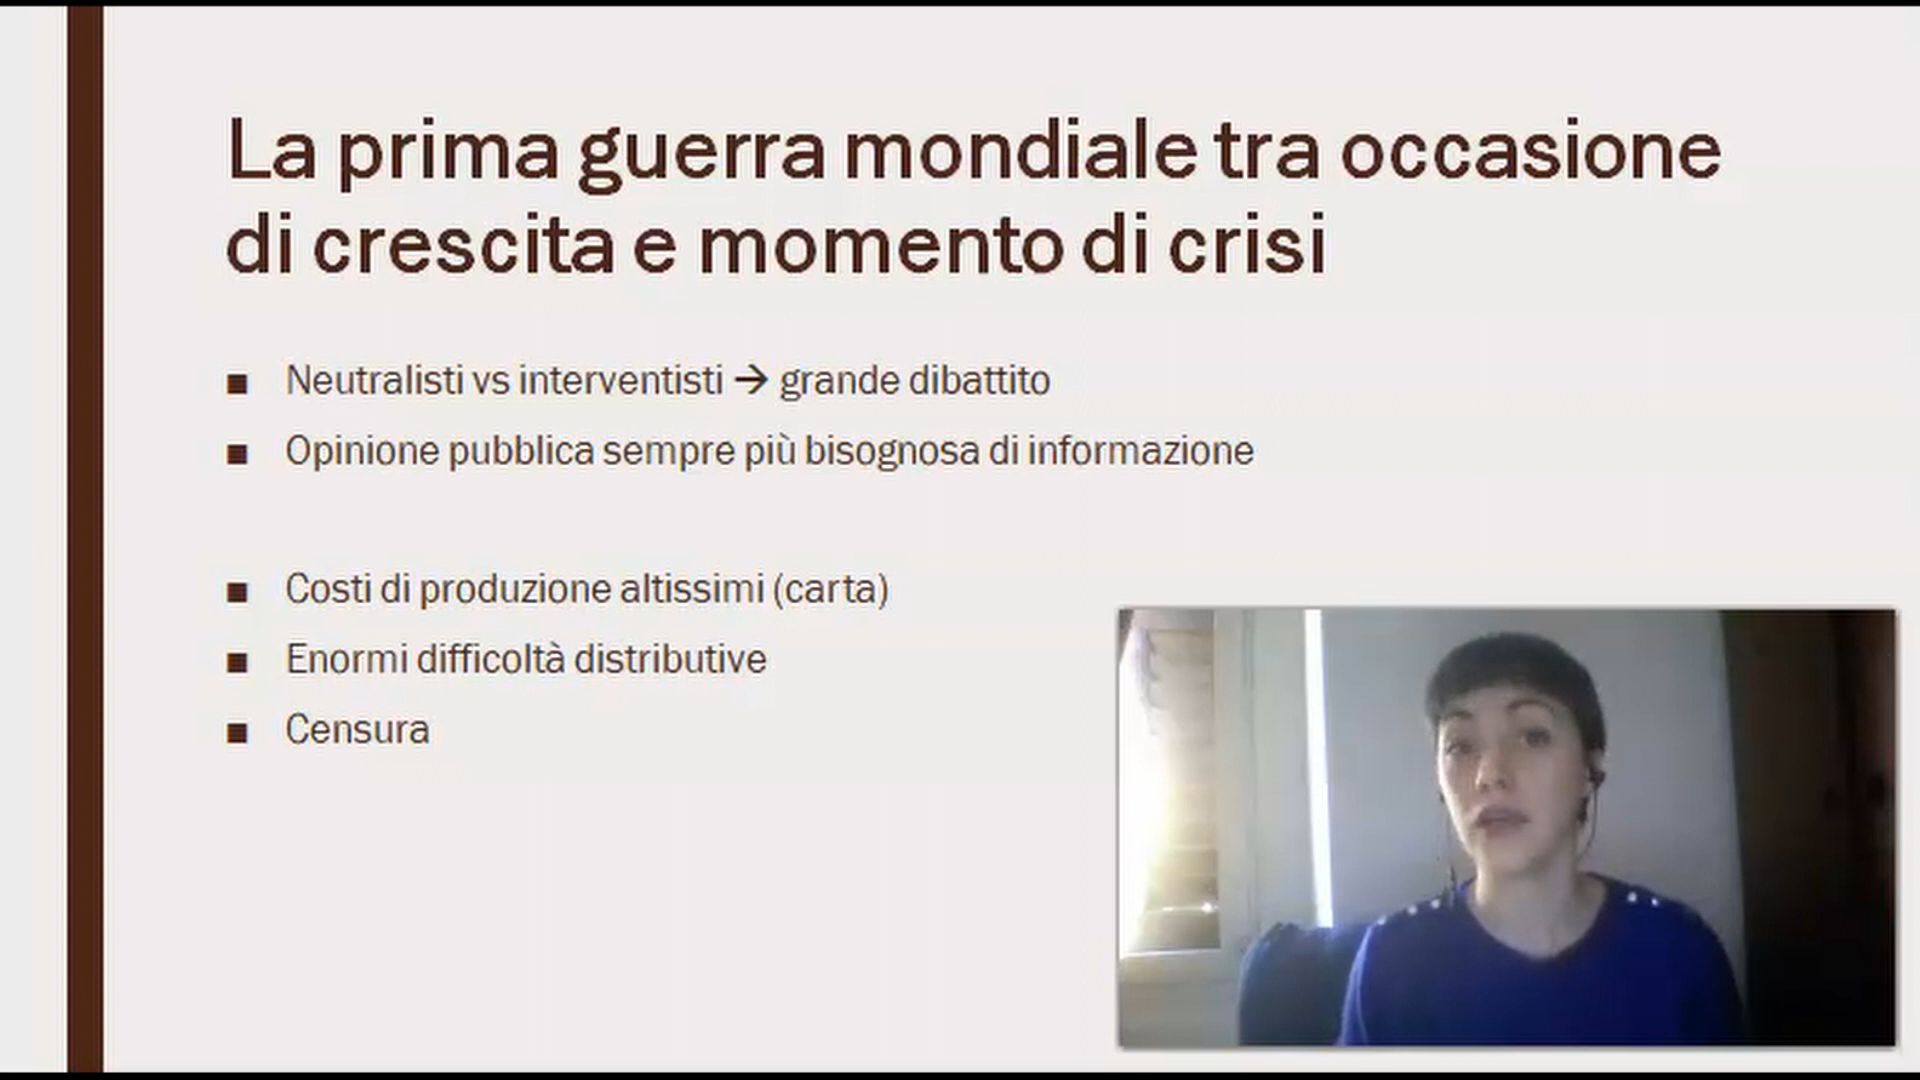 La prima guerra mondiale tra occasione
di crescita e momento di crisi
■ Neutralisti vs interventisti → grande dibattito
■ Opinione pubblica sempre più bisognosa di informazione
■ Costi di produzione altissimi (carta)
■ Enormi difficoltà distributive
■ Censura